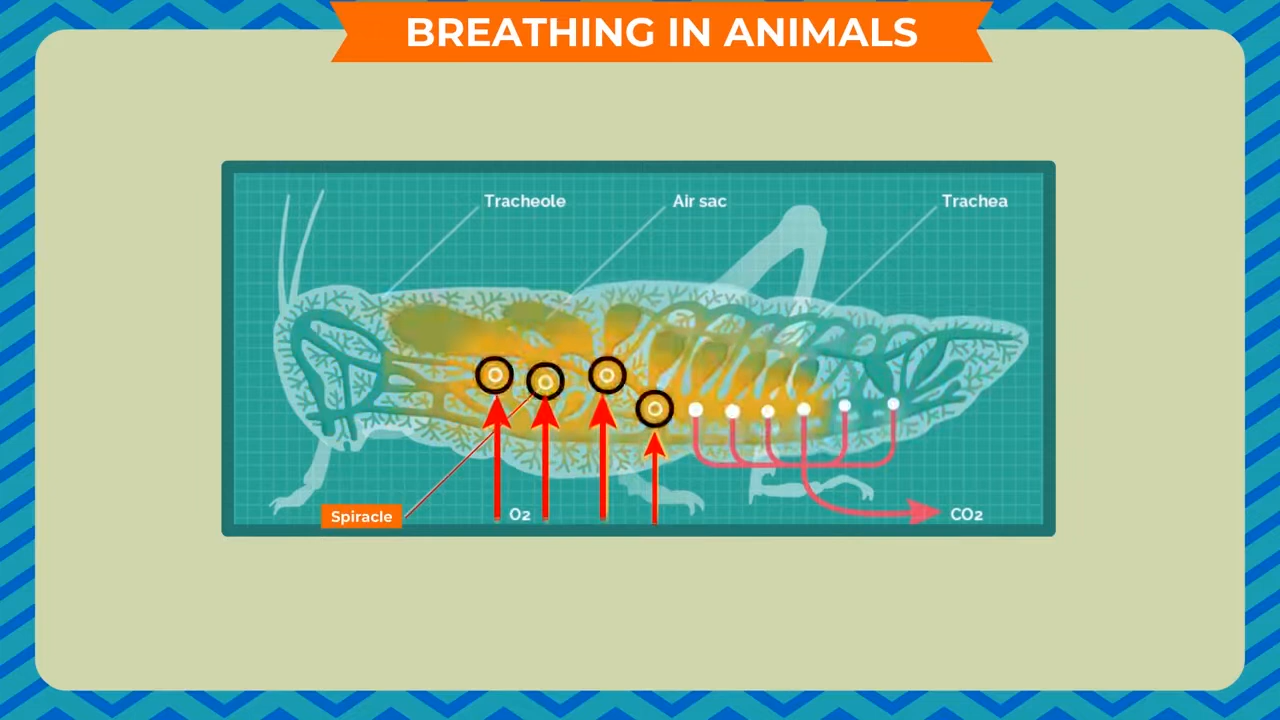 BREATHING IN ANIMALS
Tracheole
Air sac
Trachea
Spiracle
O2
CO2